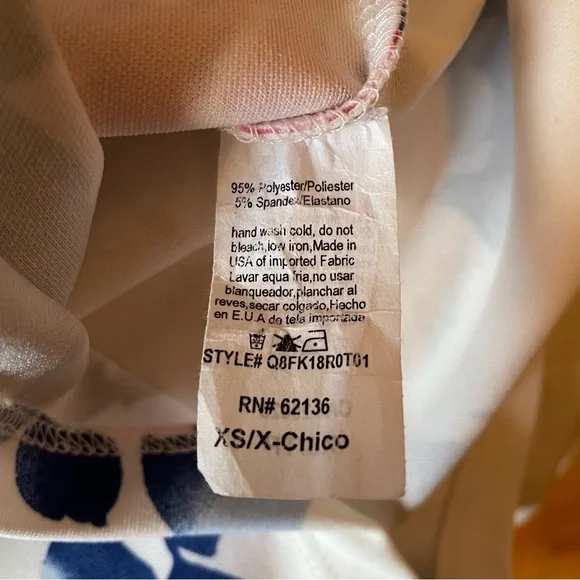 95% Polyester/Poliester
5% Spandex/Elastano
hand wash cold, do not
bleach,low iron,Made in
USA of imported Fabric
Lavar aqua fria,no usar
blanqueador,planchar al
reves,secar colgado,Hecho
en E.U.A de tela importada
STYLE# Q8FK18R0T01
RN# 62136
XS/X-Chico